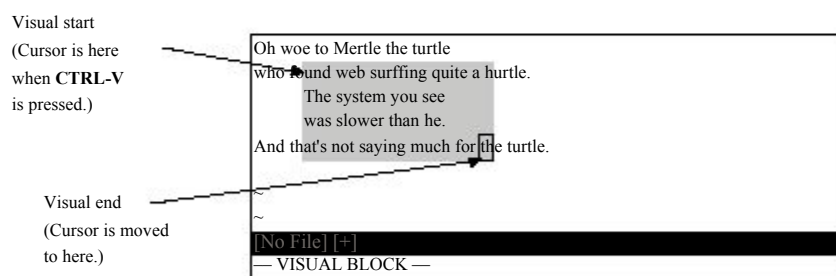 Visual start
(Cursor is here
when CTRL-V
is pressed.)
Oh woe to Mertle the turtle
who found web surffing quite a hurtle.
The system you see
was slower than he.
And that's not saying much for the turtle.
~
~
[No File] [+]
— VISUAL BLOCK —
Visual end
(Cursor is moved
to here.)